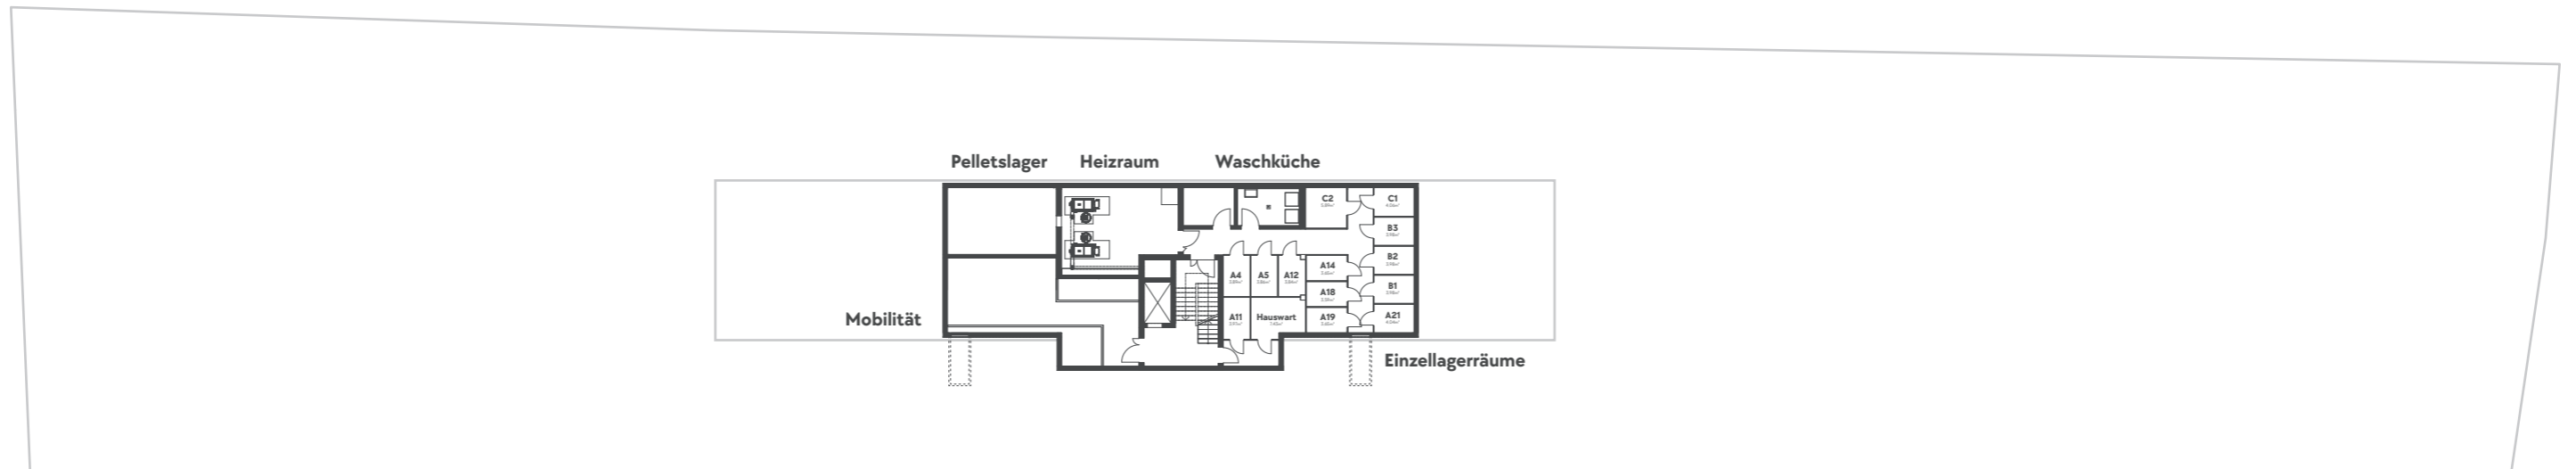 Pelletslager
Heizraum
Waschküche
C2
C1
B3
B2
A4
A5
A12
A14
A18
B1
A11
Hauswart
A19
A21
Mobilität
Einzellagerräume